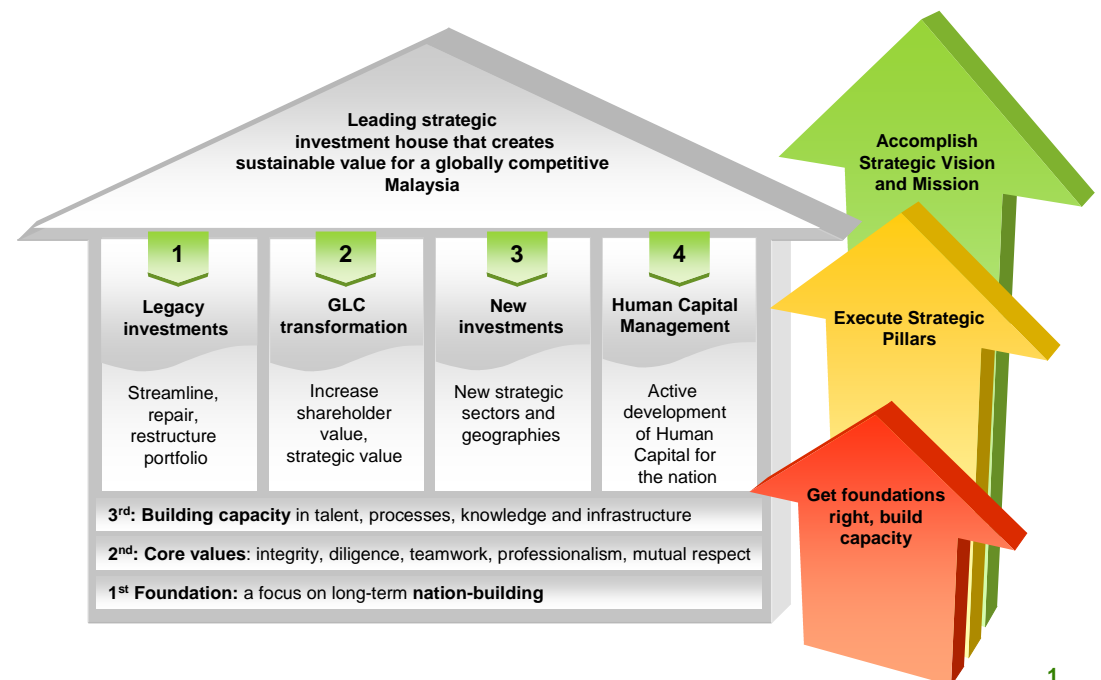 Leading strategic
investment house that creates
sustainable value for a globally competitive
Malaysia
1
Legacy
investments
Streamline,
repair,
restructure
portfolio
2
GLC
transformation
Increase
shareholder
value,
strategic value
3
New
investments
New strategic
sectors and
geographies
4
Human Capital
Management
Active
development
of Human
Capital for
the nation
3rd: Building capacity in talent, processes, knowledge and infrastructure
2nd: Core values: integrity, diligence, teamwork, professionalism, mutual respect
1st Foundation: a focus on long-term nation-building
Accomplish
Strategic Vision
and Mission
Execute Strategic
Pillars
Get foundations
right, build
capacity
1